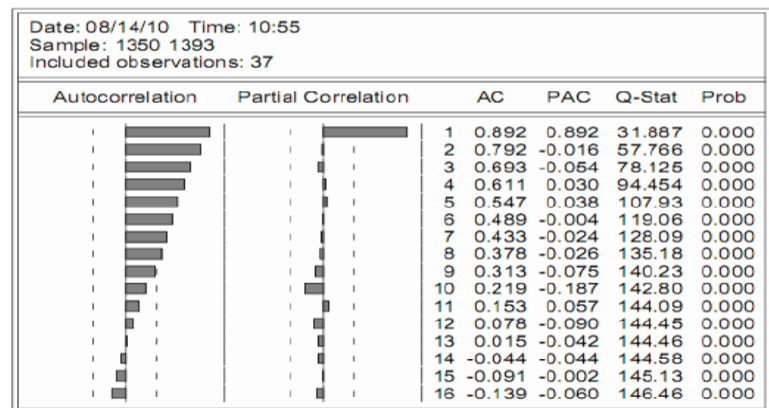 Date: 08/14/10 Time: 10:55
Sample: 1350 1393
Included observations: 37
Autocorrelation Partial Correlation AC PAC Q-Stat Prob
1 0.892 0.892 31.887 0.000
2 0.792 -0.016 57.766 0.000
3 0.693 -0.054 78.125 0.000
4 0.611 0.030 94.454 0.000
5 0.547 0.038 107.93 0.000
6 0.489 -0.004 119.06 0.000
7 0.433 -0.024 128.09 0.000
8 0.378 -0.026 135.18 0.000
9 0.313 -0.075 140.23 0.000
10 0.219 -0.187 142.80 0.000
11 0.153 0.057 144.09 0.000
12 0.078 -0.090 144.45 0.000
13 0.015 -0.042 144.46 0.000
14 -0.044 -0.044 144.58 0.000
15 -0.091 -0.002 145.13 0.000
16 -0.139 -0.060 146.46 0.000